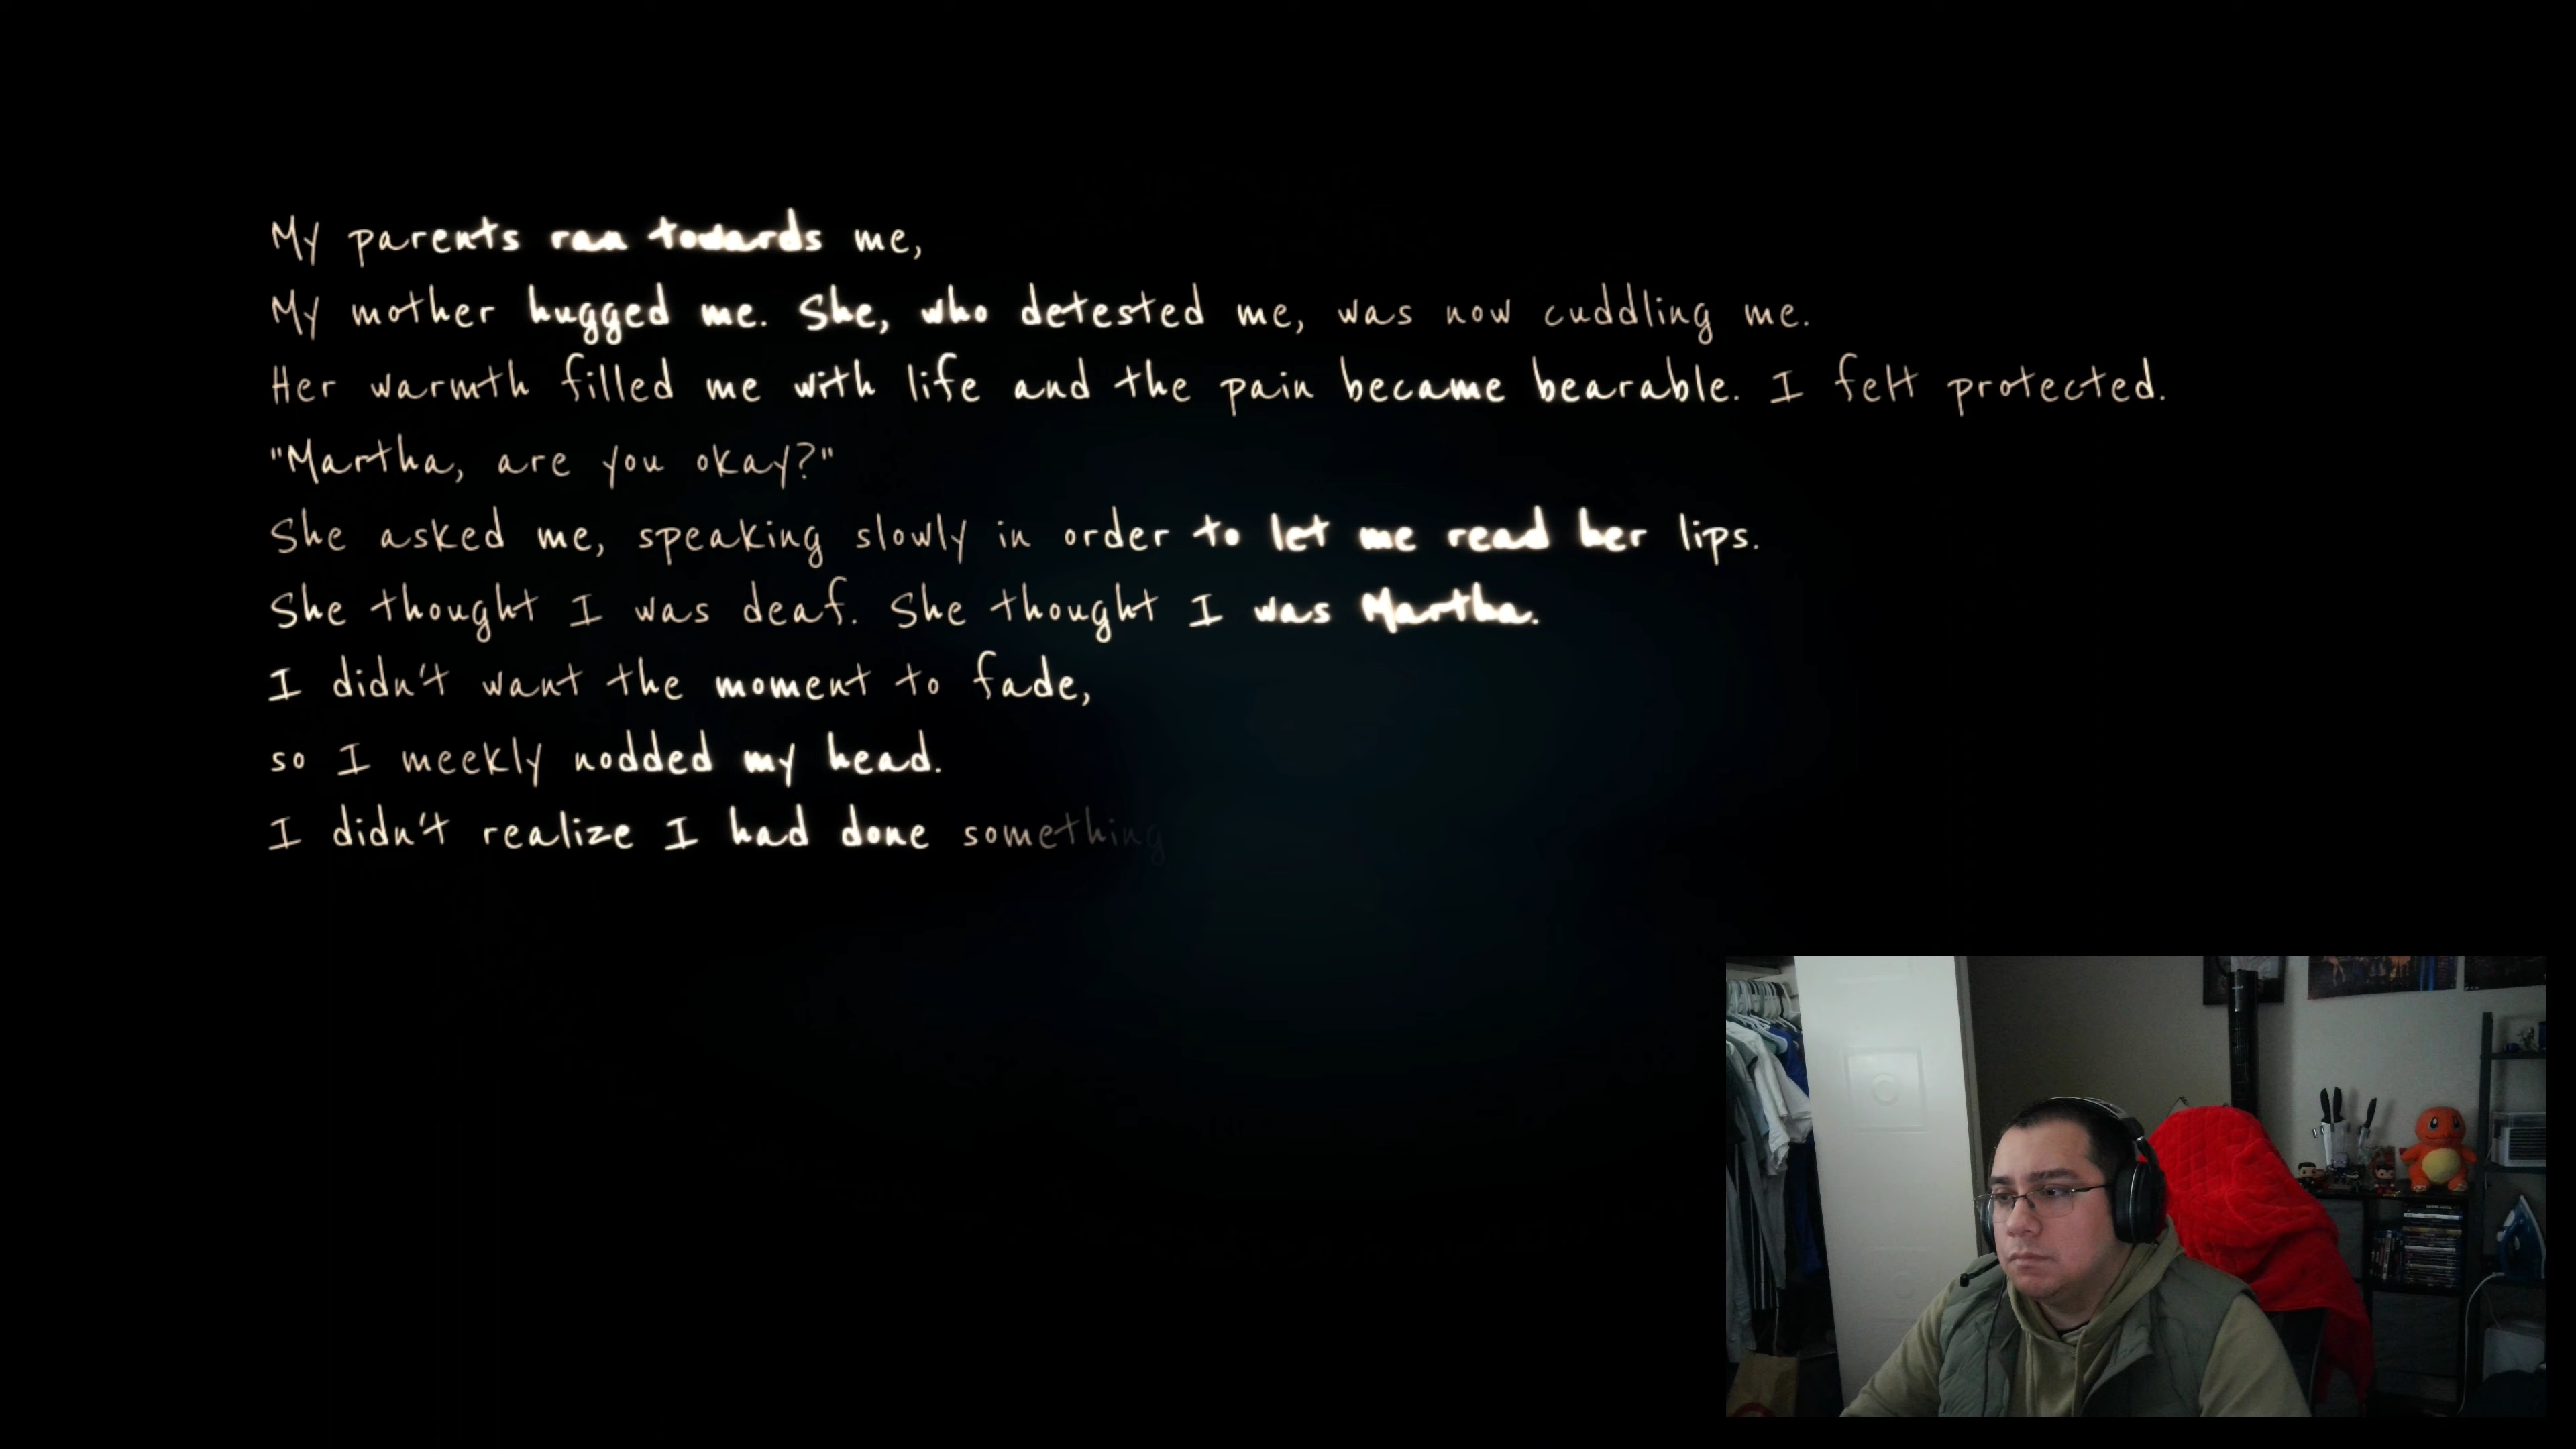 My parents ran towards me,
My mother hugged me. She, who detested me, was now cuddling me.
Her warmth filled me with life and the pain became bearable. I felt protected.
"Martha, are you okay?"
She asked me, speaking slowly in order to let me read her lips.
She thought I was deaf. She thought I was Martha.
I didn't want the moment to fade,
so I meekly nodded my head.
I didn't realize I had done something